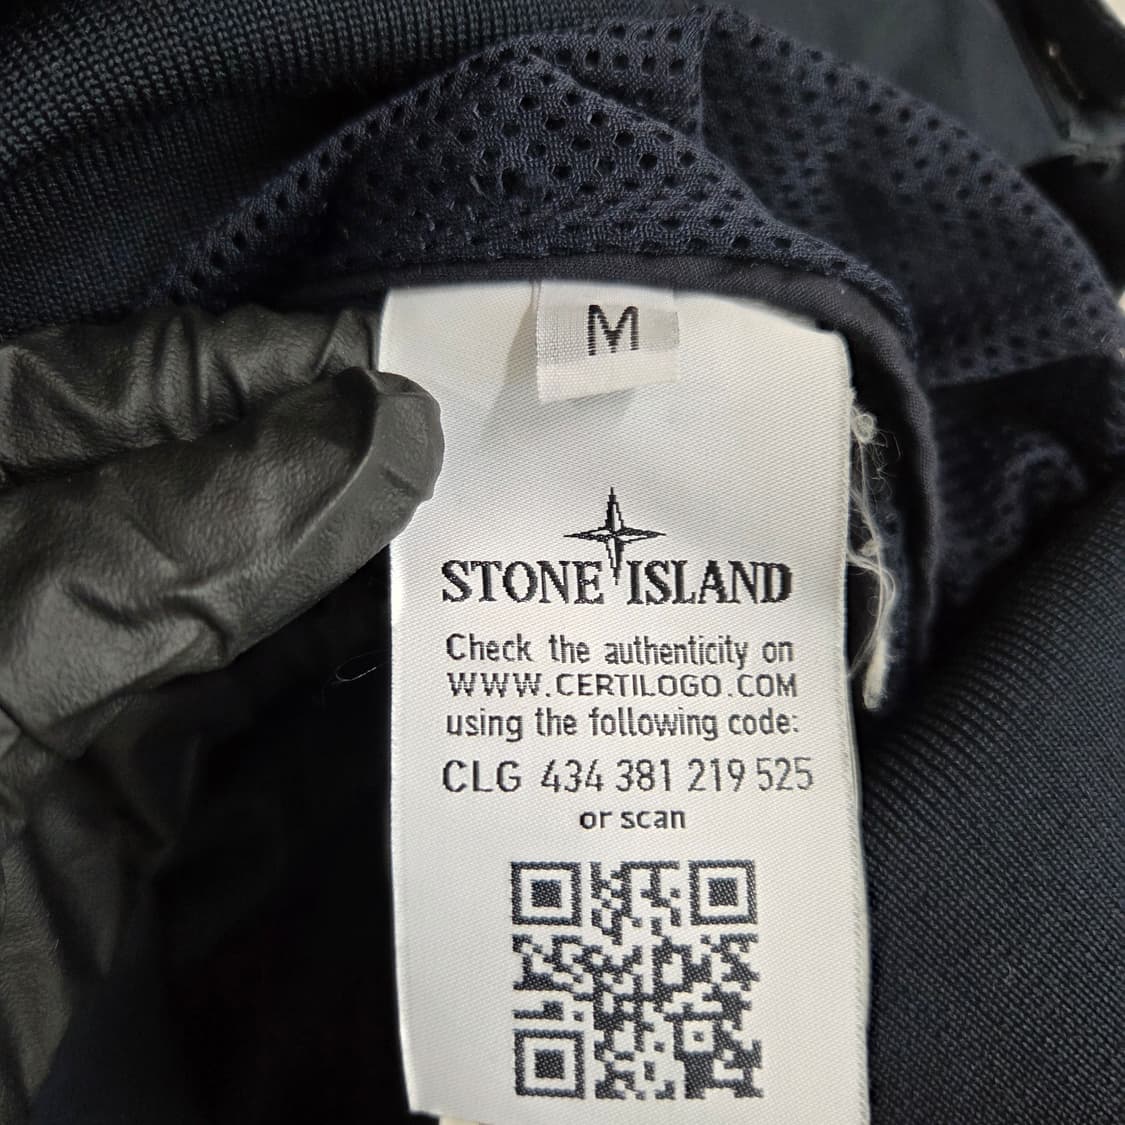 M
STONE ISLAND
Check the authenticity on
WWW.CERTILOGO.COM
using the following code:
CLG 434 381 219 525
or scan